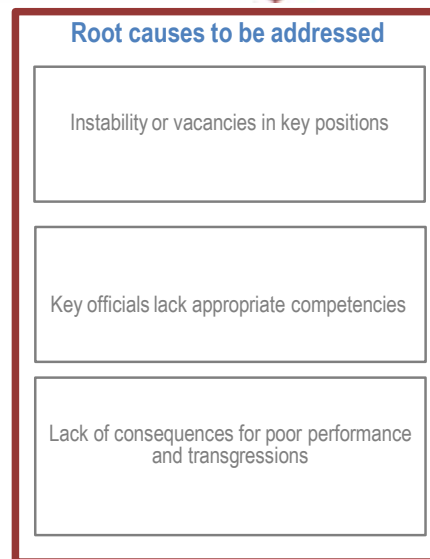 Root causes to be addressed
Instability or vacancies in key positions
Key officials lack appropriate competencies
Lack of consequences for poor performance
and transgressions